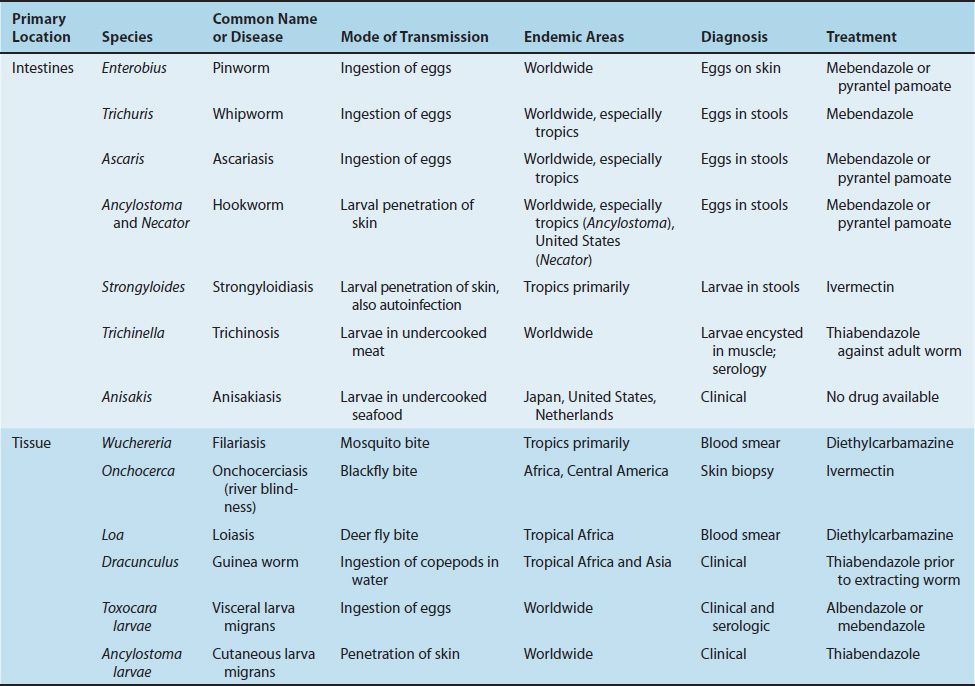 Primary Location Species Common Name or Disease Mode of Transmission Endemic Areas Diagnosis Treatment
Intestines Enterobius Pinworm Ingestion of eggs Worldwide Eggs on skin Mebendazole or
pyrantel pamoate
Trichuris Whipworm Ingestion of eggs Worldwide, especially Eggs in stools Mebendazole
tropics
Ascaris Ascariasis Ingestion of eggs Worldwide, especially Eggs in stools Mebendazole or
tropics pyrantel pamoate
Ancylostoma Hookworm Larval penetration of Worldwide, especially Eggs in stools Mebendazole or
and Necator skin tropics (Ancylostoma), pyrantel pamoate
United States
(Necator)
Strongyloides Strongyloidiasis Larval penetration of skin, Tropics primarily Larvae in stools Ivermectin
also autoinfection
Trichinella Trichinosis Larvae in undercooked Worldwide Larvae encysted Thiabendazole
meat in muscle; against adult worm
serology
Anisakis Anisakiasis Larvae in undercooked Japan, United States, Clinical No drug available
seafood Netherlands
Tissue Wuchereria Filariasis Mosquito bite Tropics primarily Blood smear Diethylcarbamazine
Onchocerca Onchocerciasis Blackfly bite Africa, Central America Skin biopsy Ivermectin
(river blind-
ness)
Loa Loiasis Deer fly bite Tropical Africa Blood smear Diethylcarbamazine
Dracunculus Guinea worm Ingestion of copepods in Tropical Africa and Asia Clinical Thiabendazole prior
water to extracting worm
Toxocara Visceral larva Ingestion of eggs Worldwide Clinical and Albendazole or
larvae migrans serologic mebendazole
Ancylostoma Cutaneous larva Penetration of skin Worldwide Clinical Thiabendazole
larvae migrans